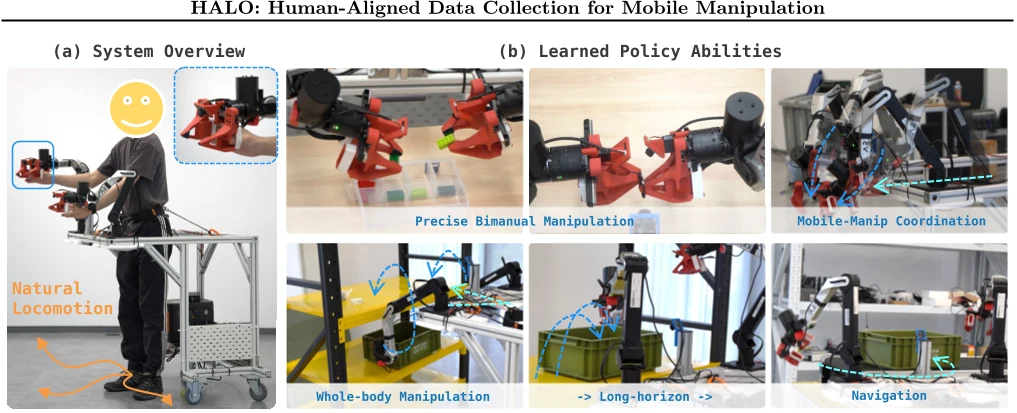 HALO: Human-Aligned Data Collection for Mobile Manipulation
(a) System Overview
(b) Learned Policy Abilities
Natural
Locomotion
Precise Bimanual Manipulation
Mobile-Manip Coordination
Whole-body Manipulation
-> Long-horizon ->
Navigation